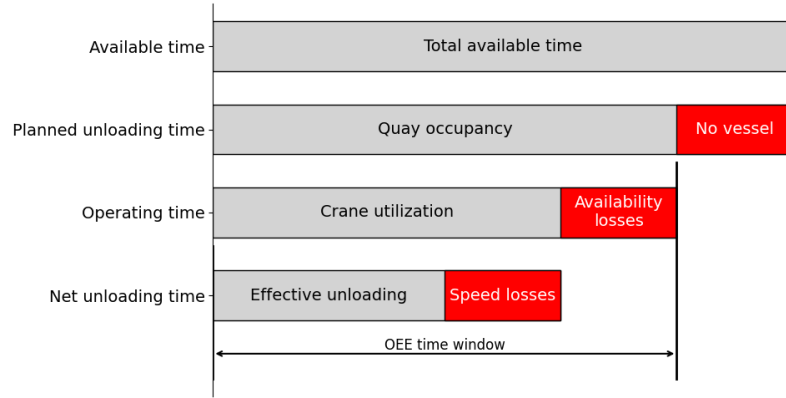 Available time
Total available time
Planned unloading time
Quay occupancy
No vessel
Operating time
Crane utilization
Availability
losses
Net unloading time
Effective unloading
Speed losses
OEE time window